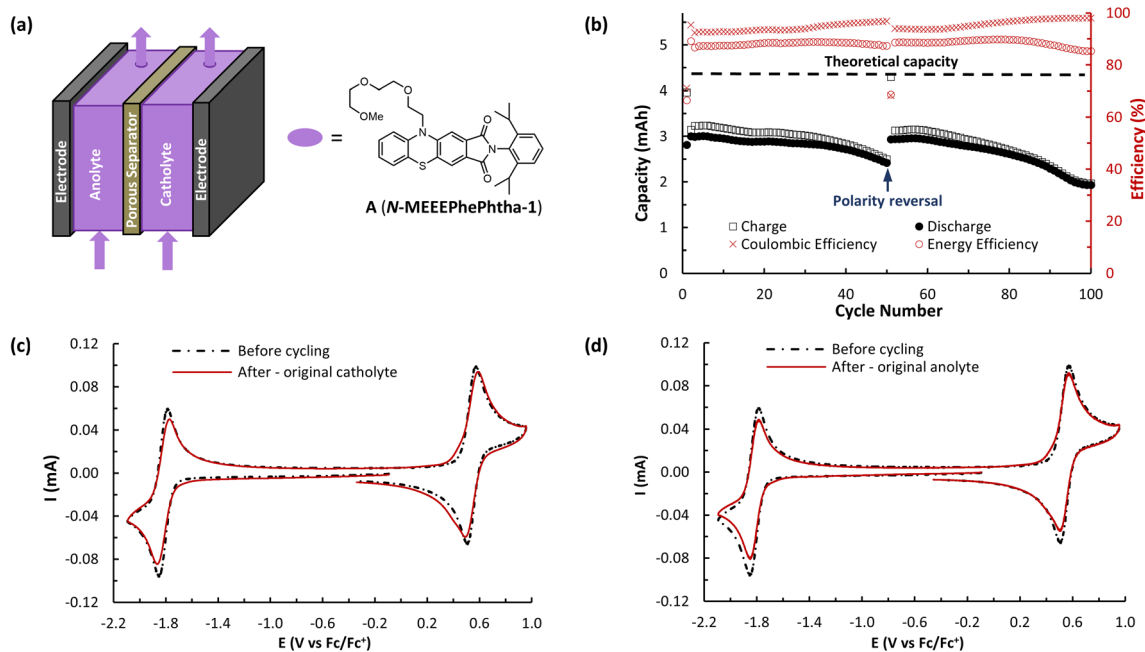 (a)
Electrode
Anolyte
Porous Separator
Catholyte
Electrode
=
O
O
O
OMe
N
S
O
N
O
A (N-MEEEPhePhtha-1)
(b)
Capacity (mAh)
6
5
4
3
2
1
0
Theoretical capacity
Polarity reversal
Charge
Discharge
Coulombic Efficiency
Energy Efficiency
0
20
40
60
80
100
Cycle Number
100
80
60
40
20
0
Efficiency (%)
(c)
I (mA)
0.12
0.08
0.04
0.00
-0.04
-0.08
-0.12
Before cycling
After - original catholyte
-2.2
-1.8
-1.4
-1.0
-0.6
-0.2
0.2
0.6
1.0
E (V vs Fc/Fc⁺)
(d)
I (mA)
0.12
0.08
0.04
0.00
-0.04
-0.08
-0.12
Before cycling
After - original anolyte
-2.2
-1.8
-1.4
-1.0
-0.6
-0.2
0.2
0.6
1.0
E (V vs Fc/Fc⁺)